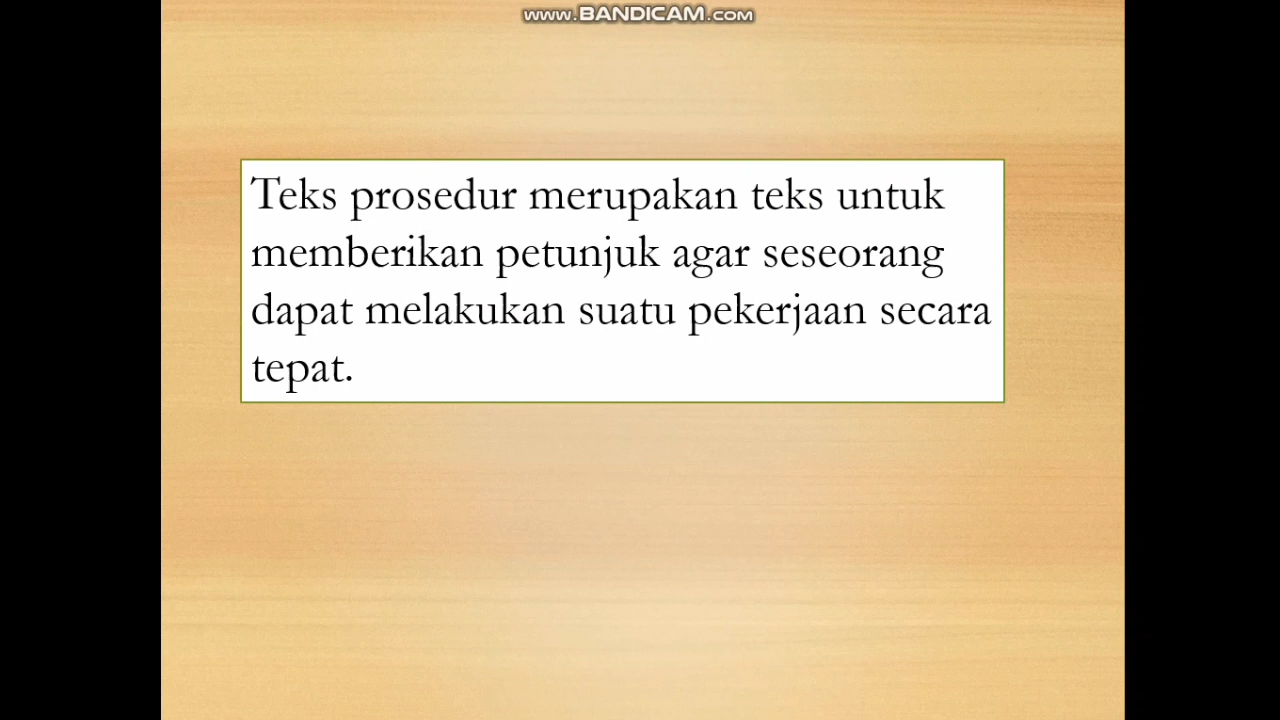 www.BANDICAM.com
Teks prosedur merupakan teks untuk
memberikan petunjuk agar seseorang
dapat melakukan suatu pekerjaan secara
tepat.